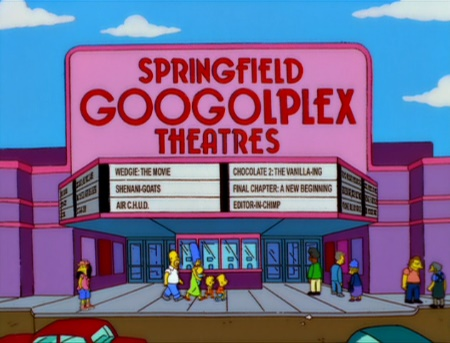 SPRINGFIELD
GOOGOLPLEX
THEATRES
WEDGIE: THE MOVIE
SHENANI-GOATS
AIR C.H.U.D.
CHOCOLATE 2: THE VANILLA-ING
FINAL CHAPTER: A NEW BEGINNING
EDITOR-IN-CHIMP